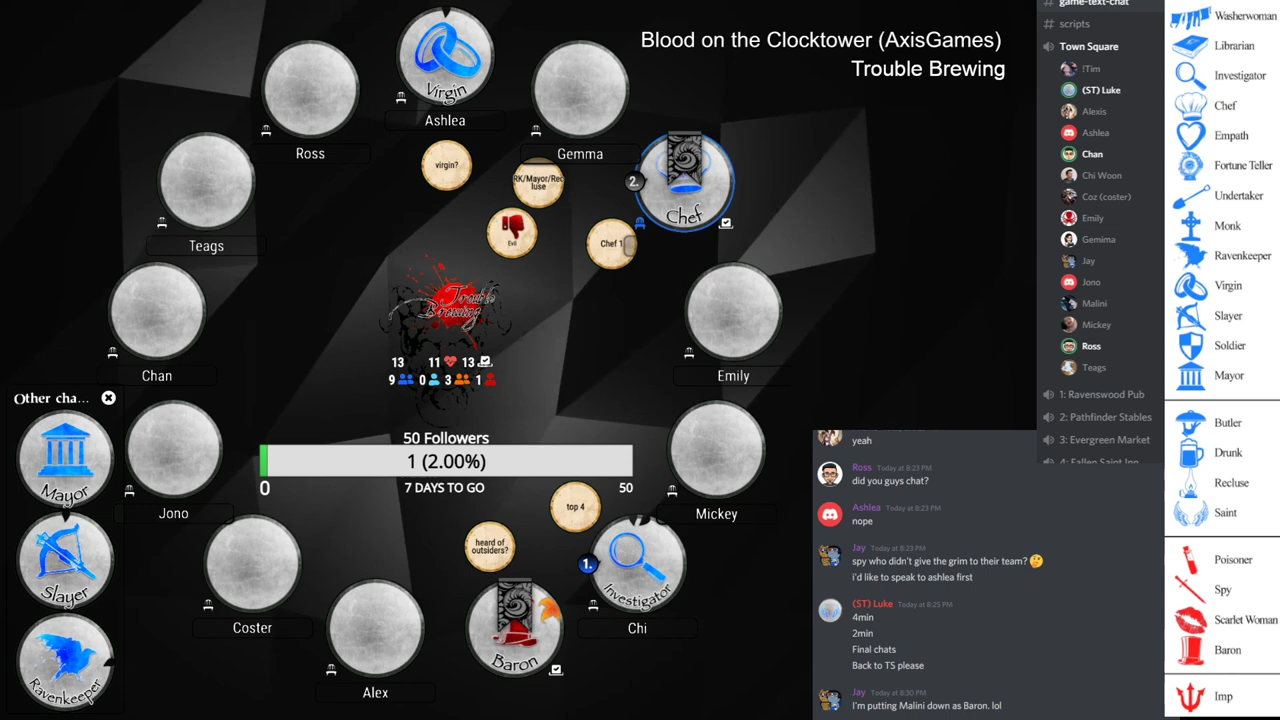 Blood on the Clocktower (AxisGames)
Trouble Brewing
Virgin
Ashlea
Ross
Gemma
virgin?
RK/Mayor/Rec
luse
Evil
Chef 1
2.
Chef
Teags
Chan
Emily
Trouble
Brewing
13 11 13
9 0 3 1
Other cha...
Mayor
Slayer
Ravenkeeper
Jono
Mickey
50 Followers
1 (2.00%)
0 7 DAYS TO GO 50
top 4
heard of
outsiders?
1.
Investigator
Chi
Coster
Baron
Alex
game-text-chat
scripts
Town Square
!Tim
(ST) Luke
Alexis
Ashlea
Chan
Chi Woon
Coz (coster)
Emily
Gemima
Jay
Jono
Malini
Mickey
Ross
Teags
1: Ravenswood Pub
2: Pathfinder Stables
3: Evergreen Market
4: Fallen Saint Inn
yeah
Ross Today at 8:23 PM
did you guys chat?
Ashlea Today at 8:23 PM
nope
Jay Today at 8:23 PM
spy who didn't give the grim to their team? 🤔
i'd like to speak to ashlea first
(ST) Luke Today at 8:25 PM
4min
2min
Final chats
Back to TS please
Jay Today at 8:30 PM
I'm putting Malini down as Baron. lol
Washerwoman
Librarian
Investigator
Chef
Empath
Fortune Teller
Undertaker
Monk
Ravenkeeper
Virgin
Slayer
Soldier
Mayor
Butler
Drunk
Recluse
Saint
Poisoner
Spy
Scarlet Woman
Baron
Imp